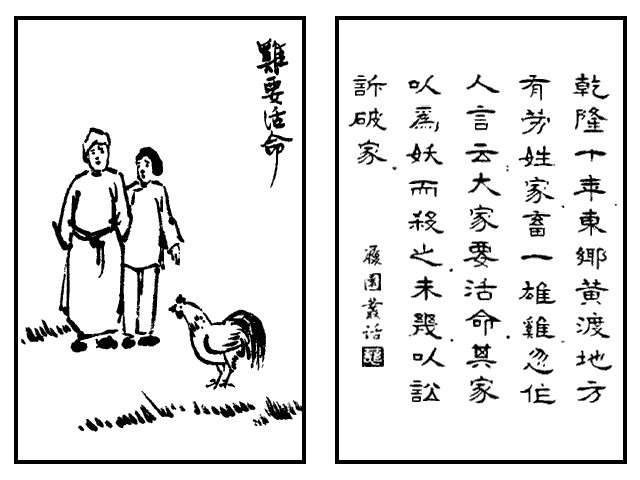 雞要活命
乾隆十年東鄉黃渡地方
有劳姓家畜一雄雞忽作
人言云大家要活命其家
以為妖而殺之未幾以訟
訴破家
履園叢話